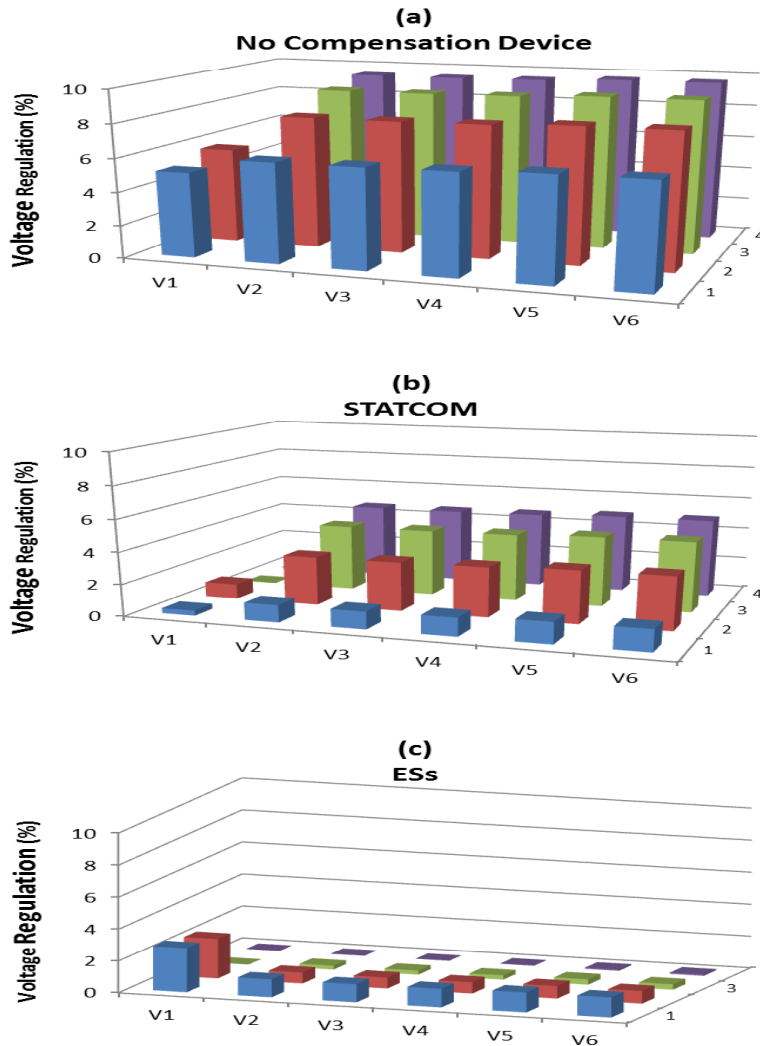 (a)
No Compensation Device
Voltage Regulation (%)
10
8
6
4
2
0
V1
V2
V3
V4
V5
V6
1
2
3
4
(b)
STATCOM
Voltage Regulation (%)
10
8
6
4
2
0
V1
V2
V3
V4
V5
V6
1
2
3
4
(c)
ESs
Voltage Regulation (%)
10
8
6
4
2
0
V1
V2
V3
V4
V5
V6
1
3